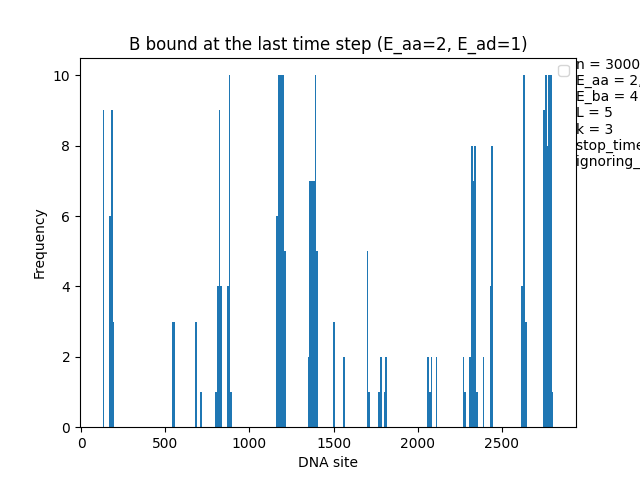 B bound at the last time step (E_aa=2, E_ad=1)
n = 3000
E_aa = 2,
E_ba = 4
L = 5
k = 3
stop_time
ignoring_
10
8
6
4
2
0
Frequency
0
500
1000
1500
2000
2500
DNA site